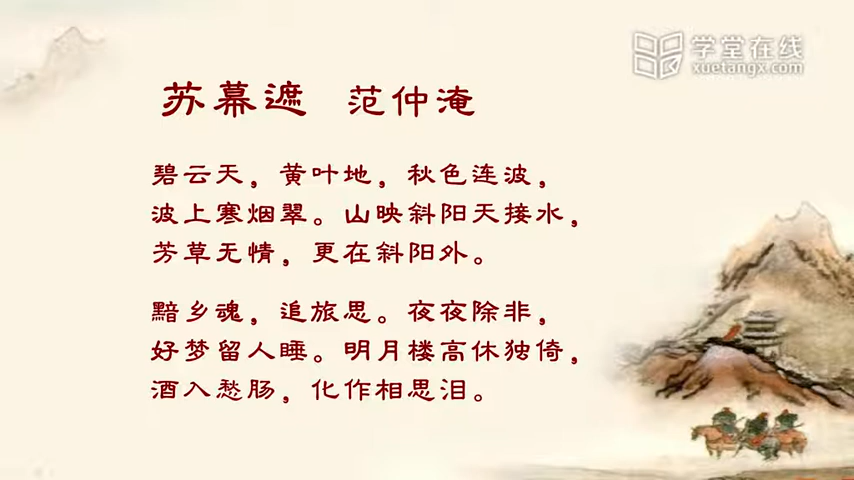 学堂在线
xuetangx.com
苏幕遮 范仲淹
碧云天，黄叶地，秋色连波，
波上寒烟翠。山映斜阳天接水，
芳草无情，更在斜阳外。
黯乡魂，追旅思。夜夜除非，
好梦留人睡。明月楼高休独倚，
酒入愁肠，化作相思泪。